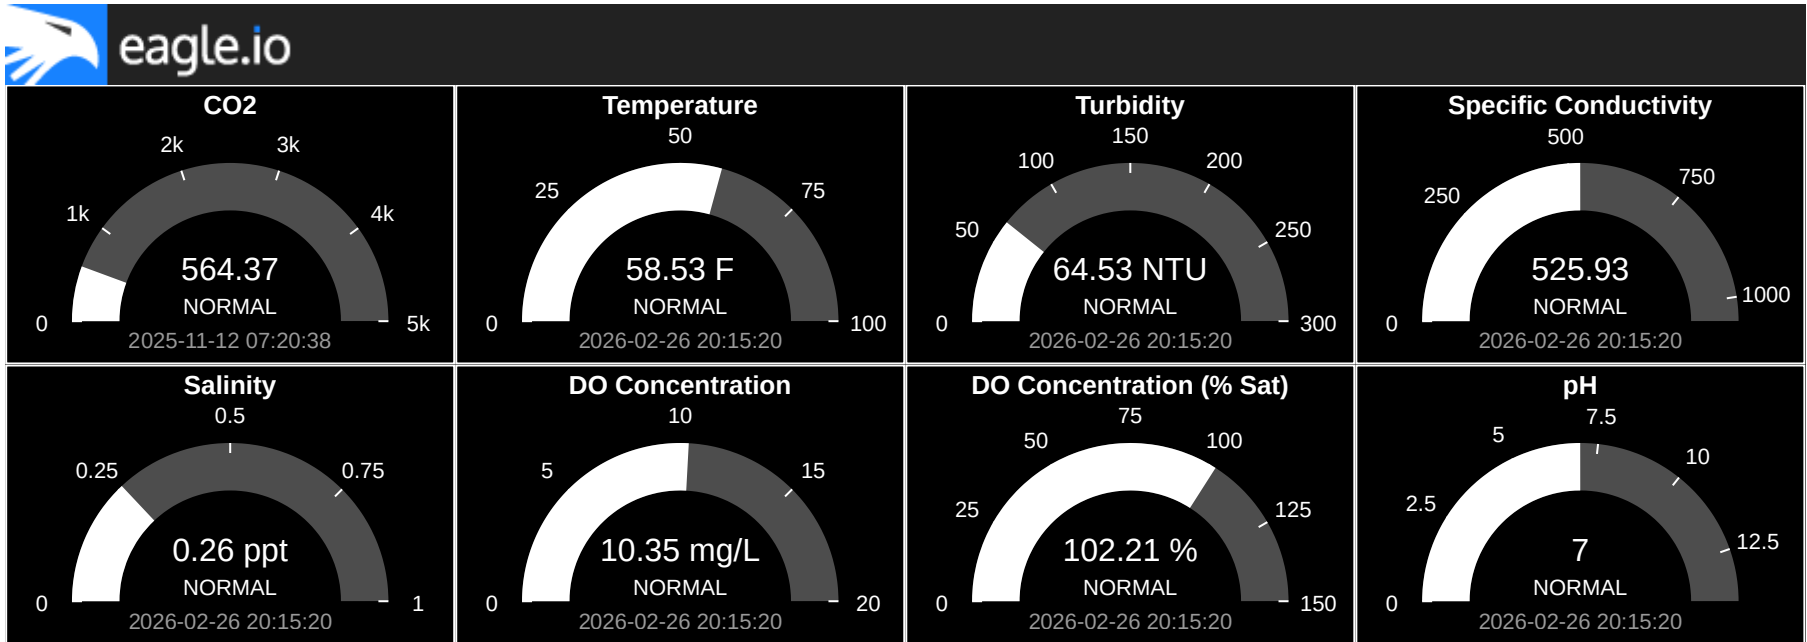 eagle.io
CO2
0
1k
2k
3k
4k
5k
564.37
NORMAL
2025-11-12 07:20:38
Temperature
0
25
50
75
100
58.53 F
NORMAL
2026-02-26 20:15:20
Turbidity
0
50
100
150
200
250
300
64.53 NTU
NORMAL
2026-02-26 20:15:20
Specific Conductivity
0
250
500
750
1000
525.93
NORMAL
2026-02-26 20:15:20
Salinity
0
0.25
0.5
0.75
1
0.26 ppt
NORMAL
2026-02-26 20:15:20
DO Concentration
0
5
10
15
20
10.35 mg/L
NORMAL
2026-02-26 20:15:20
DO Concentration (% Sat)
0
25
50
75
100
125
150
102.21 %
NORMAL
2026-02-26 20:15:20
pH
0
2.5
5
7.5
10
12.5
7
NORMAL
2026-02-26 20:15:20